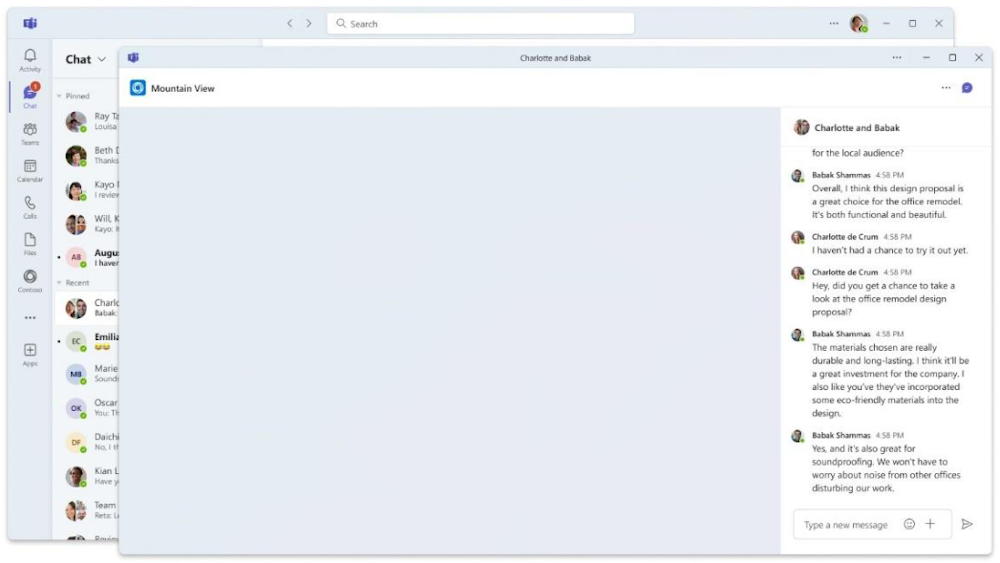 Search
Activity
1
Chat
Teams
Calendar
Calls
Files
Contoso
Apps
Chat
Pinned
Ray
Louisa
Beth
Thanks
Kayo
I review
Will, K
Kayo:
AB
Augu
I haven
Recent
Charlo
Babak:
EC
Emilia
MB
Marie
Sound
OK
Oscar
You:
DF
Daichi
No, I
Kian L
Have
Team
Reta:
Charlotte and Babak
Mountain View
Charlotte and Babak
for the local audience?
Babak Shammas 4:58 PM
Overall, I think this design proposal is
a great choice for the office remodel.
It's both functional and beautiful.
Charlotte de Crum 4:58 PM
I haven't had a chance to try it out yet.
Charlotte de Crum 4:58 PM
Hey, did you get a chance to take a
look at the office remodel design
proposal?
Babak Shammas 4:58 PM
The materials chosen are really
durable and long-lasting. I think it'll be
a great investment for the company. I
also like you've they've incorporated
some eco-friendly materials into the
design.
Babak Shammas 4:58 PM
Yes, and it's also great for
soundproofing. We won't have to
worry about noise from other offices
disturbing our work.
Type a new message